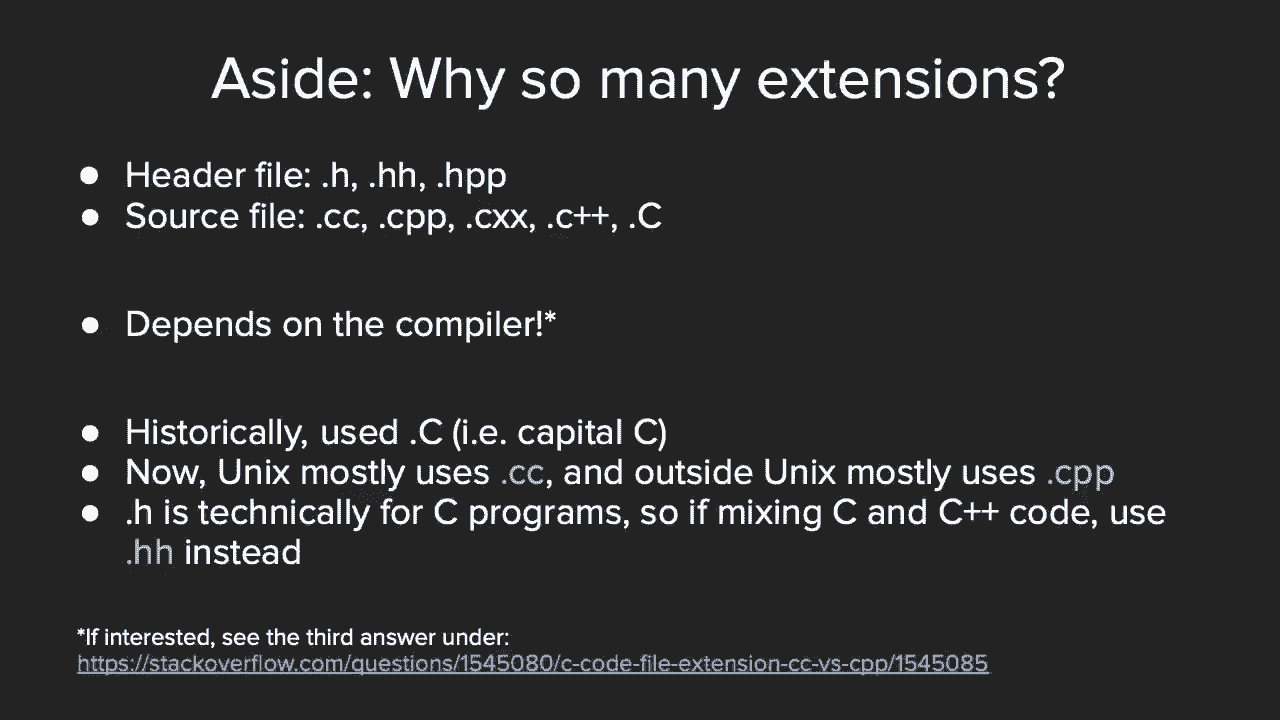 Aside: Why so many extensions?
● Header file: .h, .hh, .hpp
● Source file: .cc, .cpp, .cxx, .c++, .C
● Depends on the compiler!*
● Historically, used .C (i.e. capital C)
● Now, Unix mostly uses .cc, and outside Unix mostly uses .cpp
● .h is technically for C programs, so if mixing C and C++ code, use
.hh instead
*If interested, see the third answer under:
https://stackoverflow.com/questions/1545080/c-code-file-extension-cc-vs-cpp/1545085